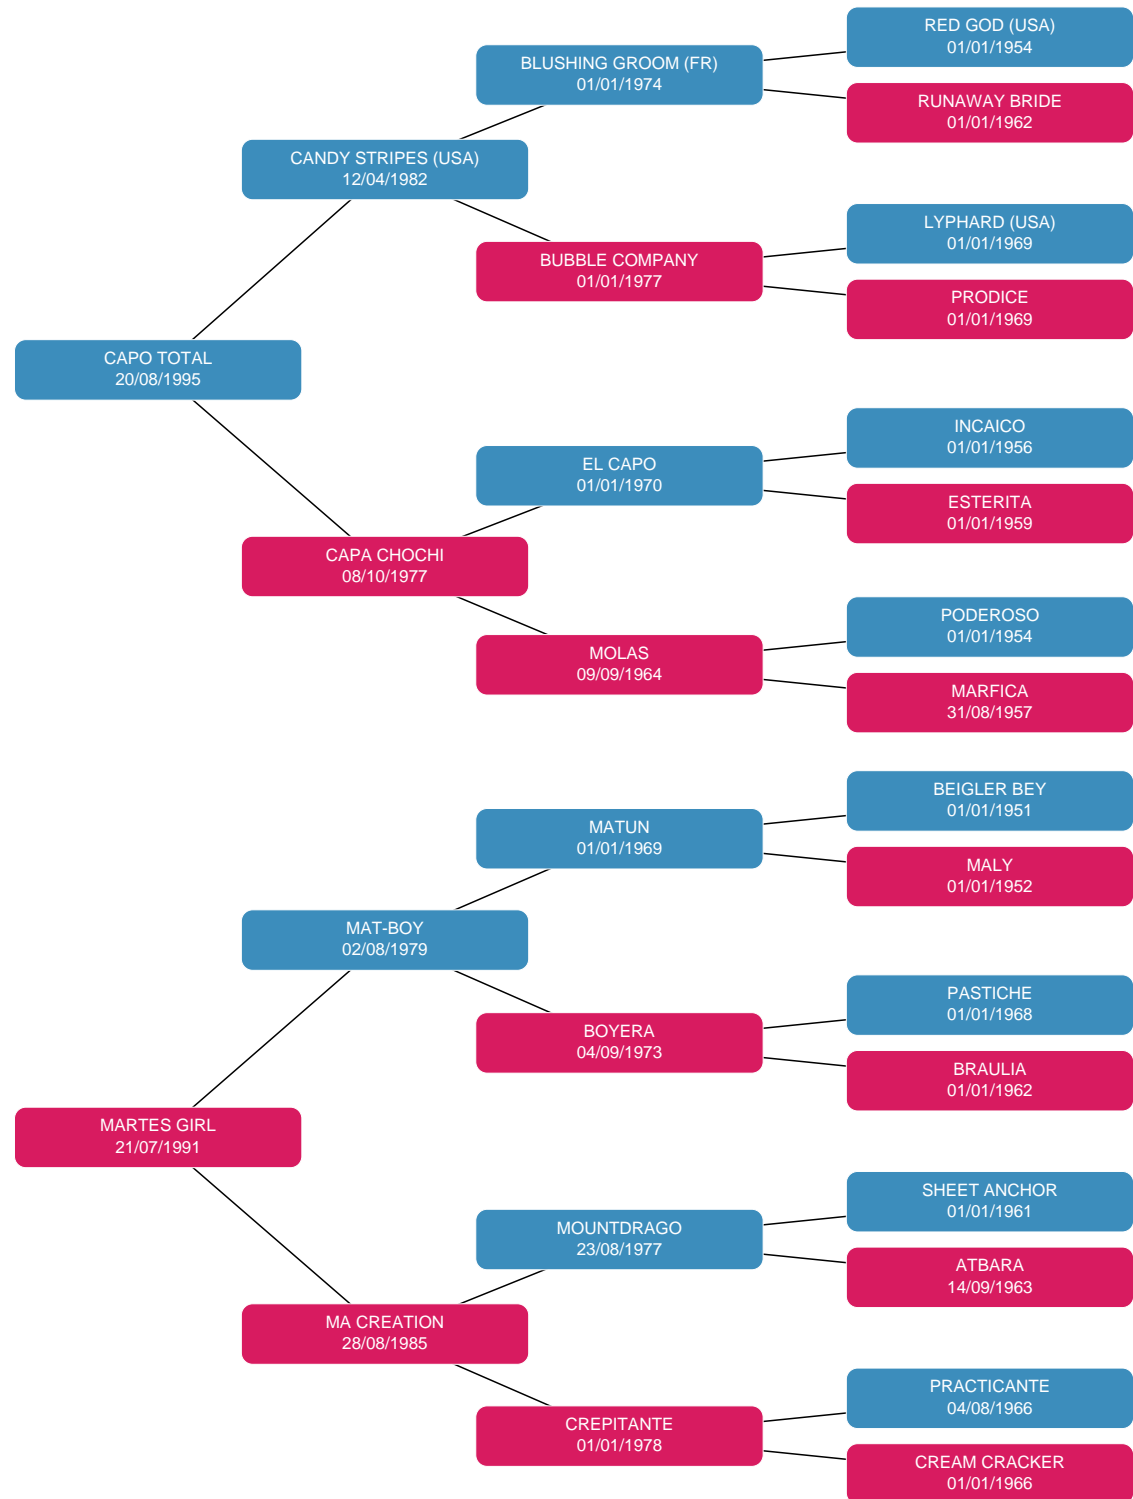 RED GOD (USA)
01/01/1954
BLUSHING GROOM (FR)
01/01/1974
RUNAWAY BRIDE
01/01/1962
CANDY STRIPES (USA)
12/04/1982
LYPHARD (USA)
01/01/1969
BUBBLE COMPANY
01/01/1977
PRODICE
01/01/1969
CAPO TOTAL
20/08/1995
INCAICO
01/01/1956
EL CAPO
01/01/1970
ESTERITA
01/01/1959
CAPA CHOCHI
08/10/1977
PODEROSO
01/01/1954
MOLAS
09/09/1964
MARFICA
31/08/1957
BEIGLER BEY
01/01/1951
MATUN
01/01/1969
MALY
01/01/1952
MAT-BOY
02/08/1979
PASTICHE
01/01/1968
BOYERA
04/09/1973
BRAULIA
01/01/1962
MARTES GIRL
21/07/1991
SHEET ANCHOR
01/01/1961
MOUNTDRAGO
23/08/1977
ATBARA
14/09/1963
MA CREATION
28/08/1985
PRACTICANTE
04/08/1966
CREPITANTE
01/01/1978
CREAM CRACKER
01/01/1966